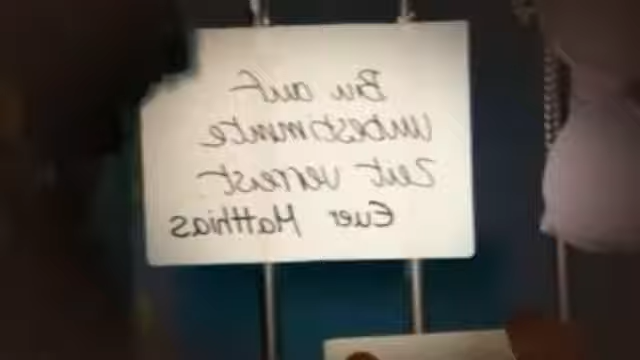 Bin auf
unbestimmte
Zeit verreist
Euer Matthias